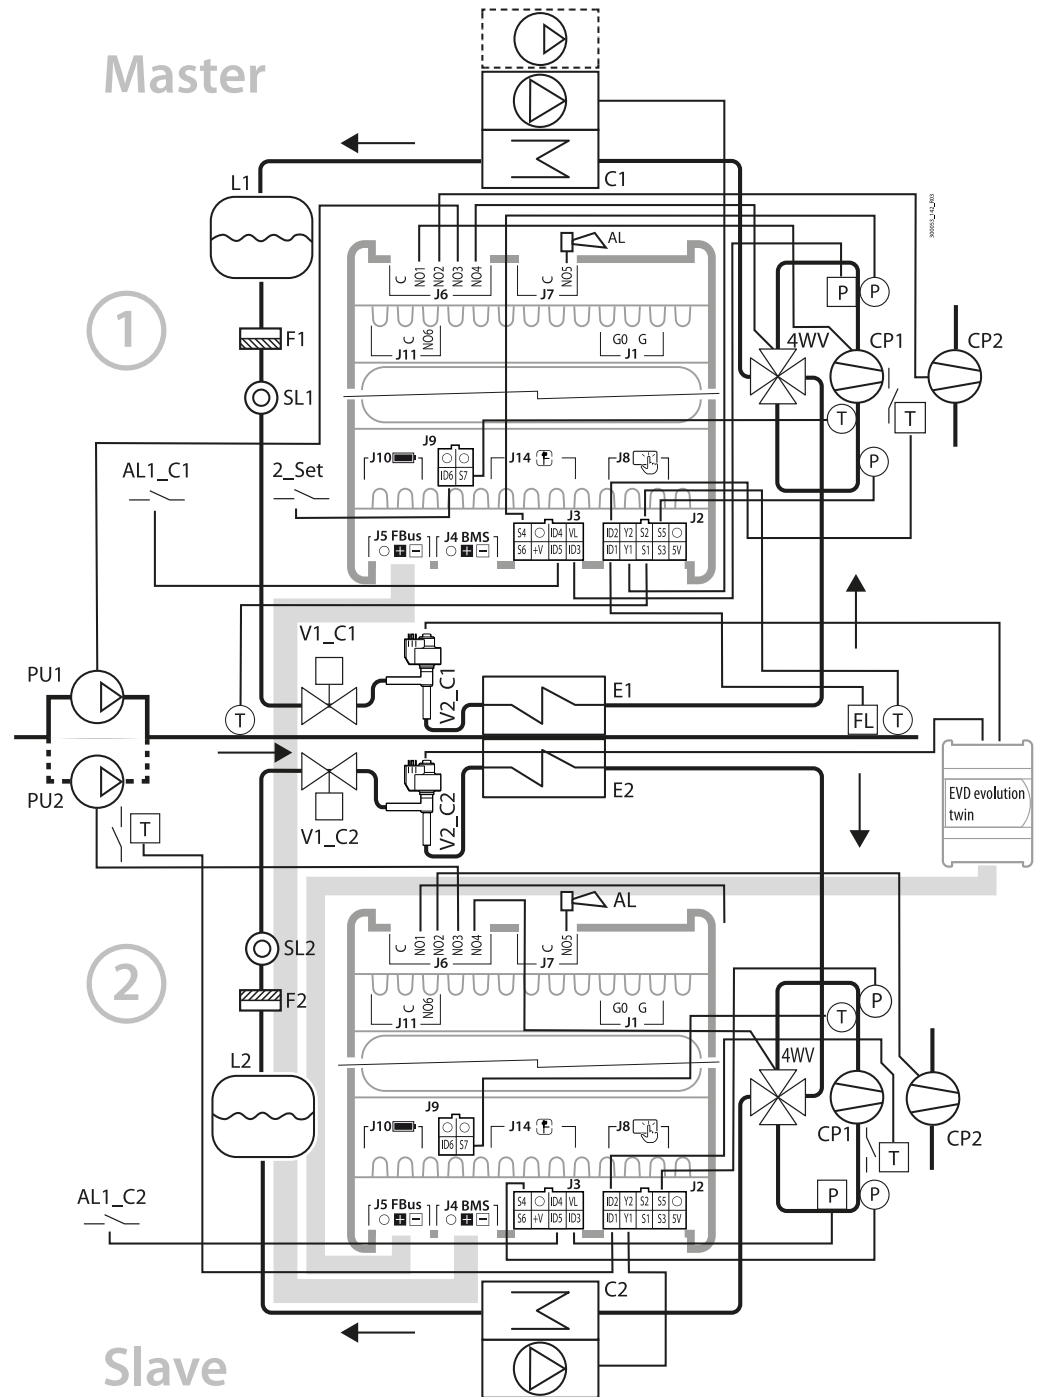 Master
C1
L1
300053_142_R03
AL
C
NO1
NO2
NO3
NO4
J6
C
NO5
J7
P
P
1
F1
C
NO6
J11
G0 G
J1
4WV
CP1
CP2
SL1
T
T
J9
J10
ID6 S7
J14
J8
P
AL1_C1
2_Set
J5 FBus
J4 BMS
J3
S4 ID4 VL
S6 +V ID5 ID3
J2
ID2 Y2 S2 S5
ID1 Y1 S1 S3 5V
V1_C1
V2_C1
PU1
T
E1
FL
T
PU2
V1_C2
V2_C2
E2
EVD evolution
twin
T
AL
C
NO1
NO2
NO3
NO4
J6
C
NO5
J7
SL2
2
F2
P
T
C
NO6
J11
G0 G
J1
L2
4WV
CP1
CP2
J9
J10
ID6 S7
J14
J8
T
P
P
AL1_C2
J5 FBus
J4 BMS
J3
S4 ID4 VL
S6 +V ID5 ID3
J2
ID2 Y2 S2 S5
ID1 Y1 S1 S3 5V
C2
Slave